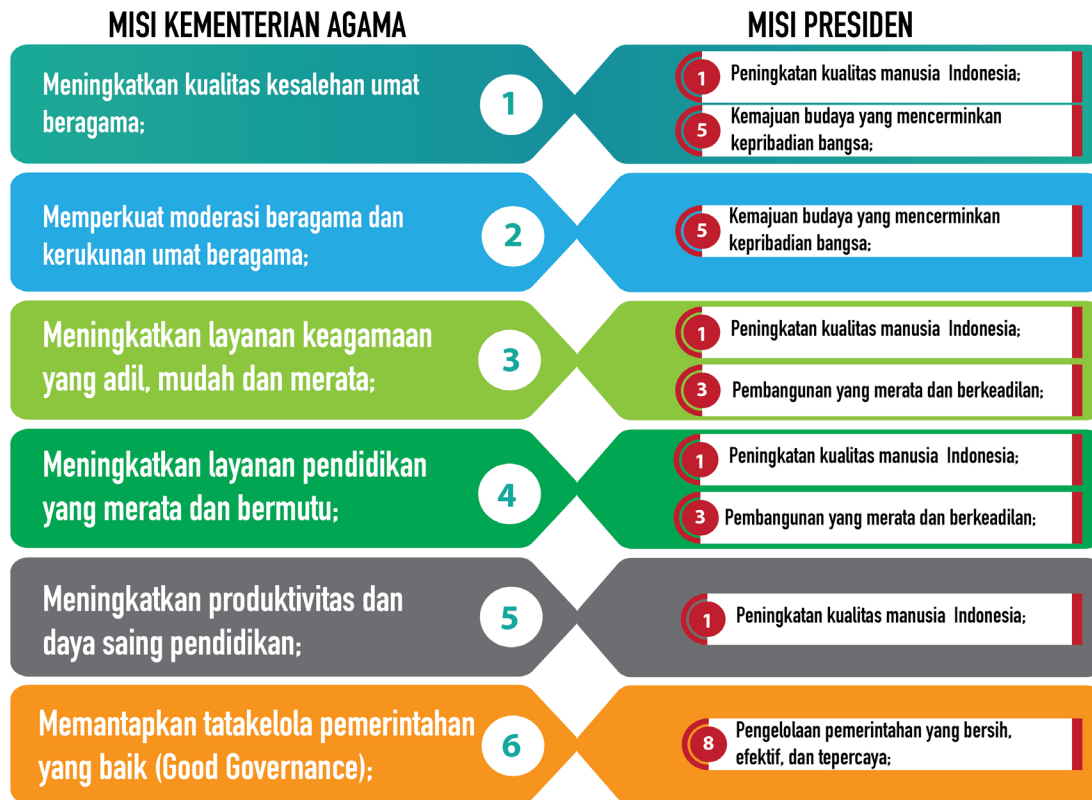 MISI KEMENTERIAN AGAMA
MISI PRESIDEN
Meningkatkan kualitas kesalehan umat
beragama;
1
1
Peningkatan kualitas manusia Indonesia;
5
Kemajuan budaya yang mencerminkan
kepribadian bangsa;
Memperkuat moderasi beragama dan
kerukunan umat beragama;
2
5
Kemajuan budaya yang mencerminkan
kepribadian bangsa;
Meningkatkan layanan keagamaan
yang adil, mudah dan merata;
3
1
Peningkatan kualitas manusia Indonesia;
3
Pembangunan yang merata dan berkeadilan;
Meningkatkan layanan pendidikan
yang merata dan bermutu;
4
1
Peningkatan kualitas manusia Indonesia;
3
Pembangunan yang merata dan berkeadilan;
Meningkatkan produktivitas dan
daya saing pendidikan;
5
1
Peningkatan kualitas manusia Indonesia;
Memantapkan tatakelola pemerintahan
yang baik (Good Governance);
6
8
Pengelolaan pemerintahan yang bersih,
efektif, dan tepercaya;